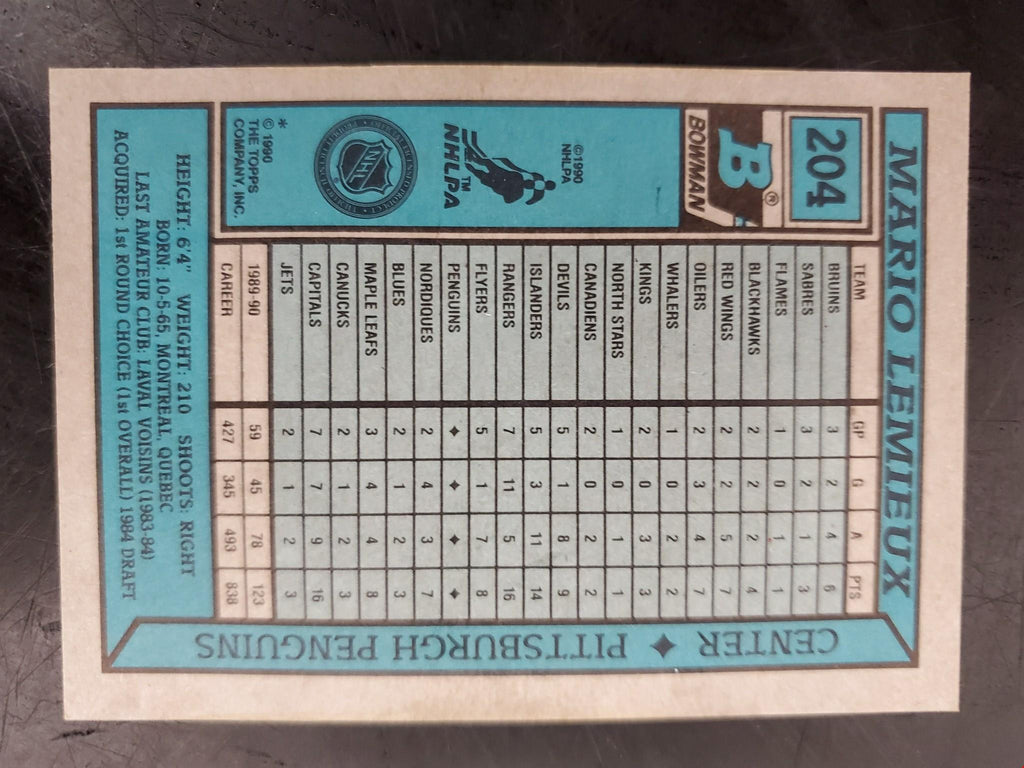 MARIO LEMIEUX
204
B®
BOWMAN
©1990
NHLPA
NHLPA™
NHL
*
©1990
THE TOPPS
COMPANY, INC.
TEAM GP G A PTS
BRUINS 3 2 4 6
SABRES 3 2 1 3
FLAMES 1 0 1 1
BLACKHAWKS 2 2 2 4
RED WINGS 2 2 5 7
OILERS 2 3 4 7
WHALERS 1 0 2 2
KINGS 2 0 3 3
NORTH STARS 1 0 1 1
CANADIENS 2 0 2 2
DEVILS 5 1 8 9
ISLANDERS 5 3 11 14
RANGERS 7 11 5 16
FLYERS 5 1 7 8
PENGUINS ♦ ♦ ♦ ♦
NORDIQUES 2 4 3 7
BLUES 2 1 2 3
MAPLE LEAFS 3 4 4 8
CANUCKS 2 1 2 3
CAPITALS 7 7 9 16
JETS 2 1 2 3
1989-90 59 45 78 123
CAREER 427 345 493 838
CENTER ♦ PITTSBURGH PENGUINS
HEIGHT: 6'4" WEIGHT: 210 SHOOTS: RIGHT
BORN: 10-5-65, MONTREAL, QUEBEC
LAST AMATEUR CLUB: LAVAL VOISINS (1983-84)
ACQUIRED: 1st ROUND CHOICE (1st OVERALL) 1984 DRAFT